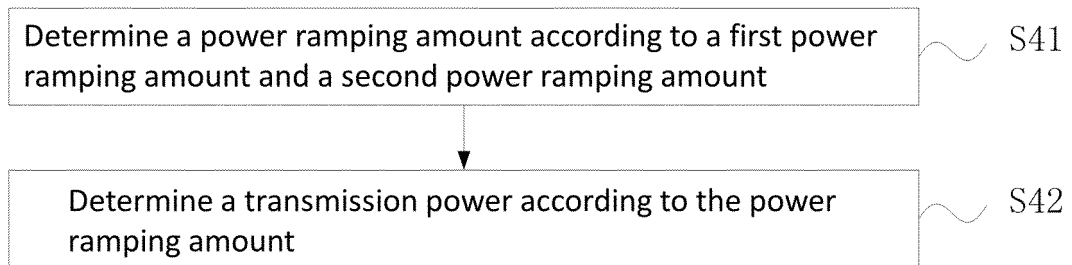 Determine a power ramping amount according to a first power
ramping amount and a second power ramping amount
S41
Determine a transmission power according to the power
ramping amount
S42